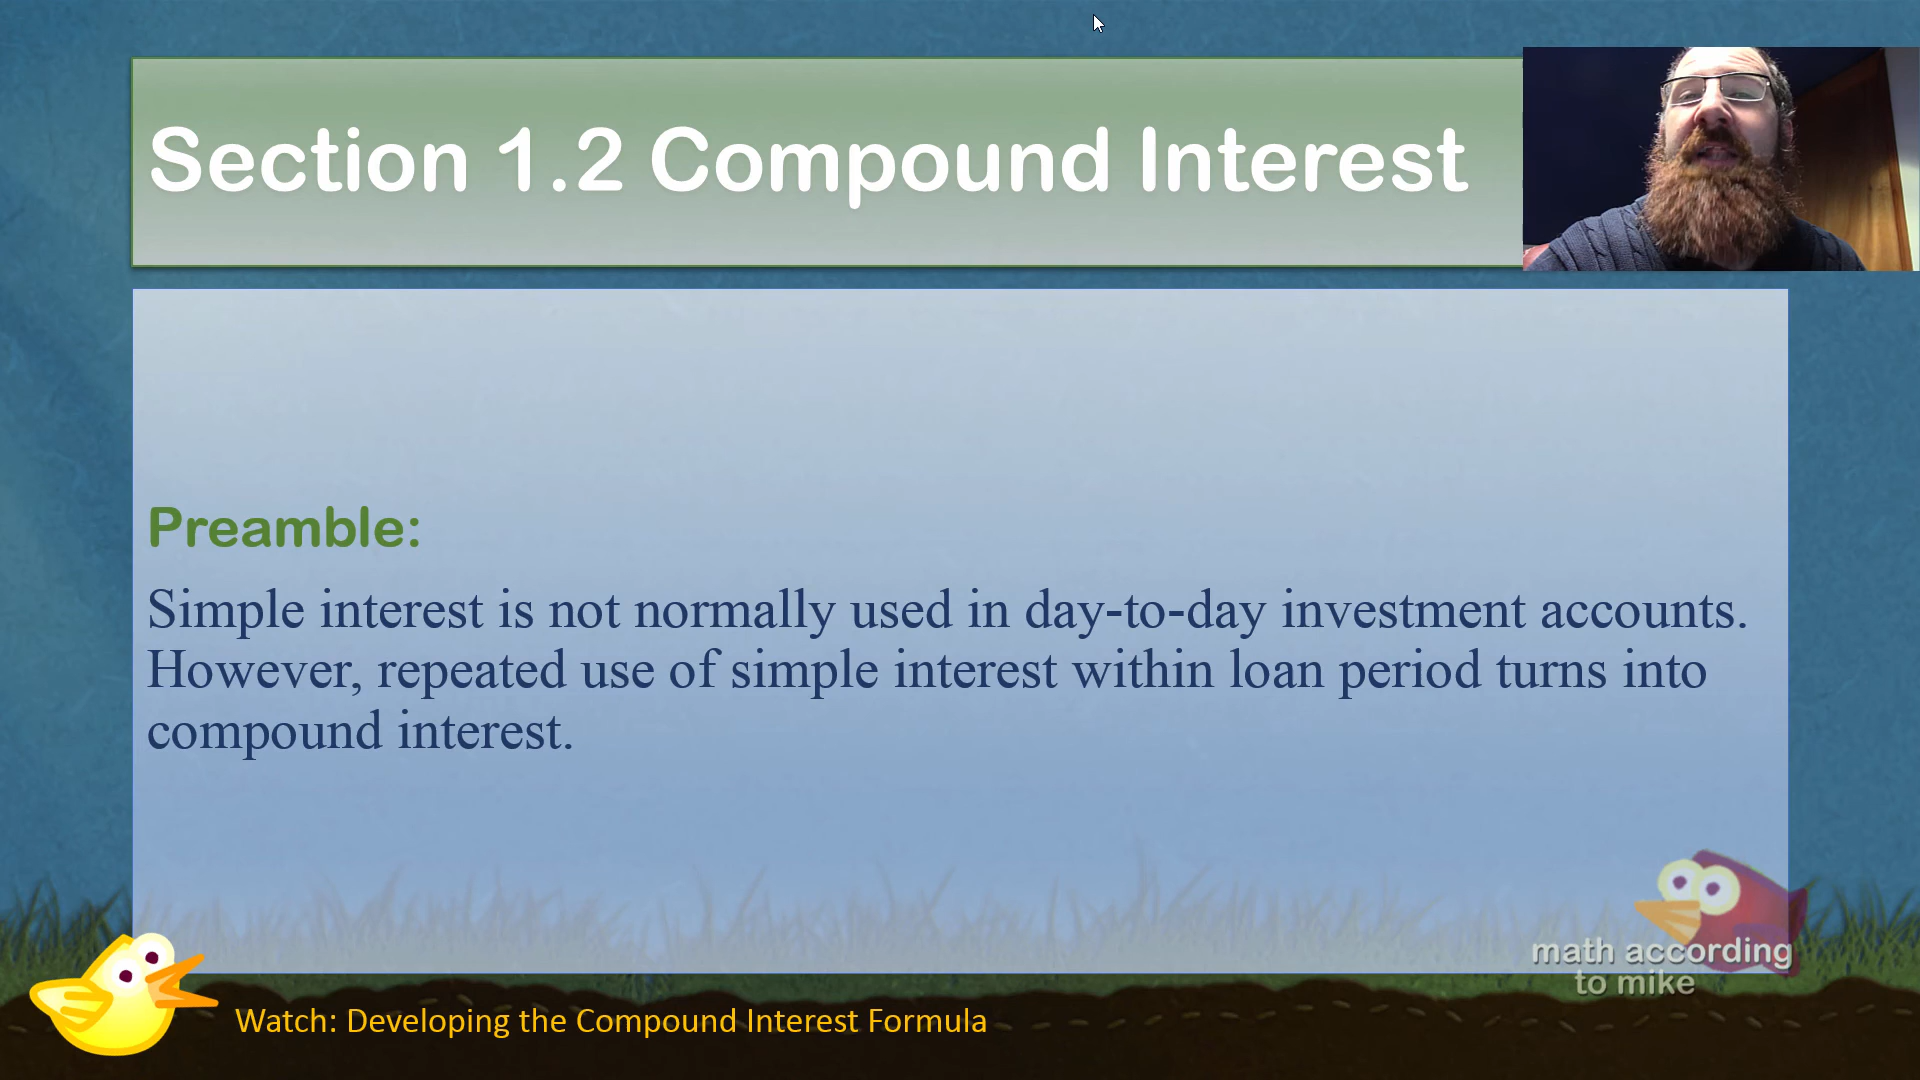 Section 1.2 Compound Interest
Preamble:
Simple interest is not normally used in day-to-day investment accounts.
However, repeated use of simple interest within loan period turns into
compound interest.
math according
to mike
Watch: Developing the Compound Interest Formula